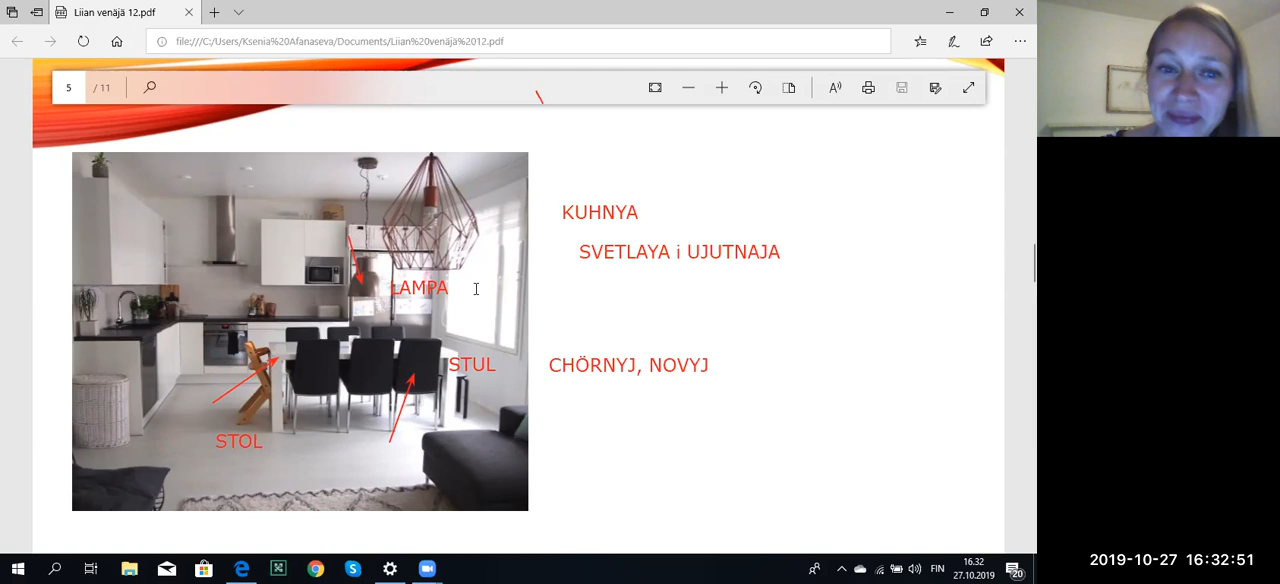 Liian venäjä 12.pdf
file:///C:/Users/Ksenia%20Afanaseva/Documents/Liian%20venäjä%2012.pdf
5 / 11
KUHNYA
SVETLAYA i UJUTNAJA
LAMPA
STUL
CHÖRNYJ, NOVYJ
STOL
2019-10-27 16:32:51
FIN
16.32
27.10.2019
20